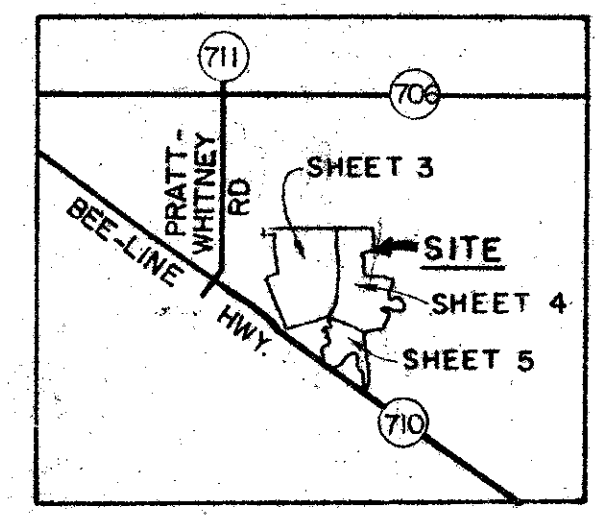 711
706
PRATT-
WHITNEY
RD
SHEET 3
BEE-LINE
HWY.
SITE
SHEET 4
SHEET 5
710